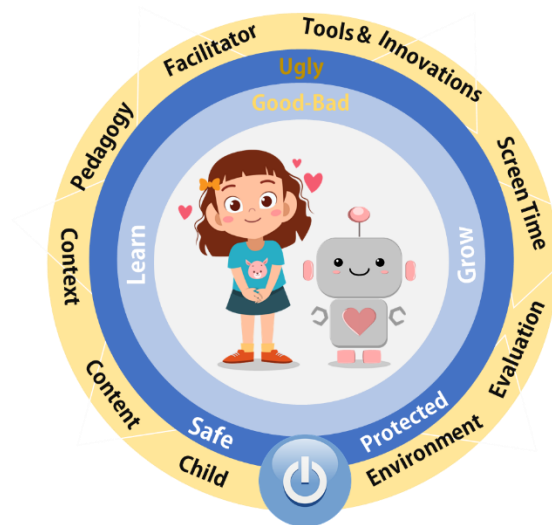 Child
Content
Context
Pedagogy
Facilitator
Tools & Innovations
Screen Time
Evaluation
Environment
Ugly
Safe
Protected
Good-Bad
Learn
Grow